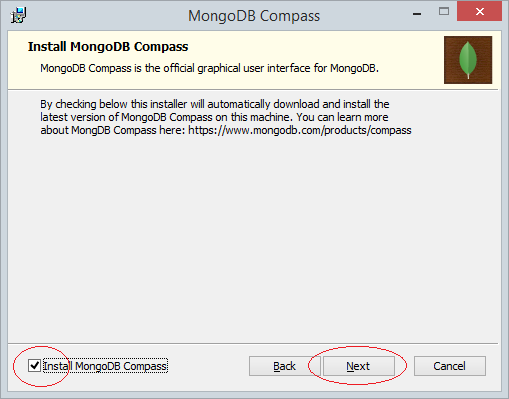 MongoDB Compass
Install MongoDB Compass
MongoDB Compass is the official graphical user interface for MongoDB.
By checking below this installer will automatically download and install the
latest version of MongoDB Compass on this machine. You can learn more
about MongDB Compass here: https://www.mongodb.com/products/compass
Install MongoDB Compass
Back
Next
Cancel